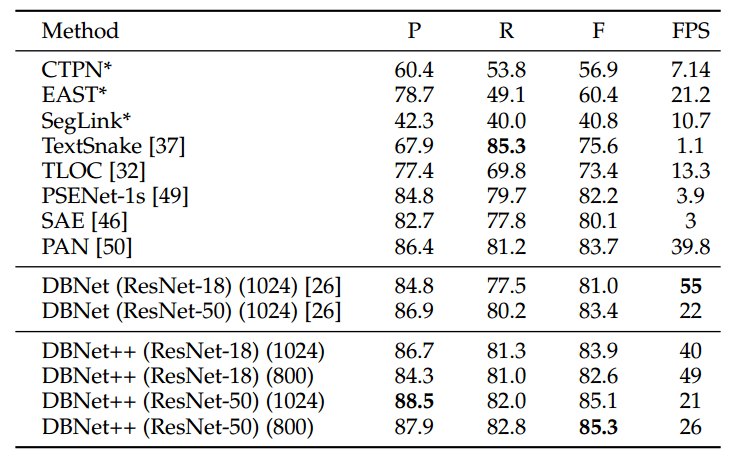 Method P R F FPS
CTPN* 60.4 53.8 56.9 7.14
EAST* 78.7 49.1 60.4 21.2
SegLink* 42.3 40.0 40.8 10.7
TextSnake [37] 67.9 85.3 75.6 1.1
TLOC [32] 77.4 69.8 73.4 13.3
PSENet-1s [49] 84.8 79.7 82.2 3.9
SAE [46] 82.7 77.8 80.1 3
PAN [50] 86.4 81.2 83.7 39.8
DBNet (ResNet-18) (1024) [26] 84.8 77.5 81.0 55
DBNet (ResNet-50) (1024) [26] 86.9 80.2 83.4 22
DBNet++ (ResNet-18) (1024) 86.7 81.3 83.9 40
DBNet++ (ResNet-18) (800) 84.3 81.0 82.6 49
DBNet++ (ResNet-50) (1024) 88.5 82.0 85.1 21
DBNet++ (ResNet-50) (800) 87.9 82.8 85.3 26